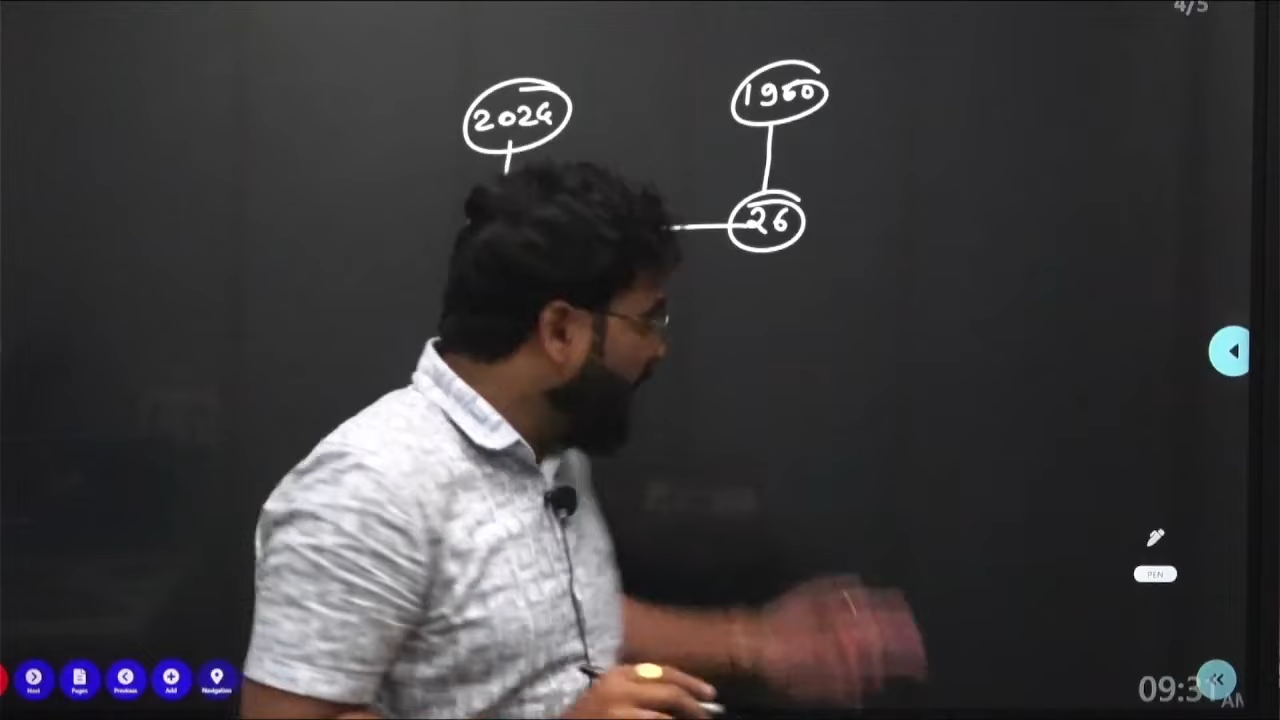 4/5
2024
1950
26
PEN
Next
Pages
Previous
Add
Navigation
09:31 AM